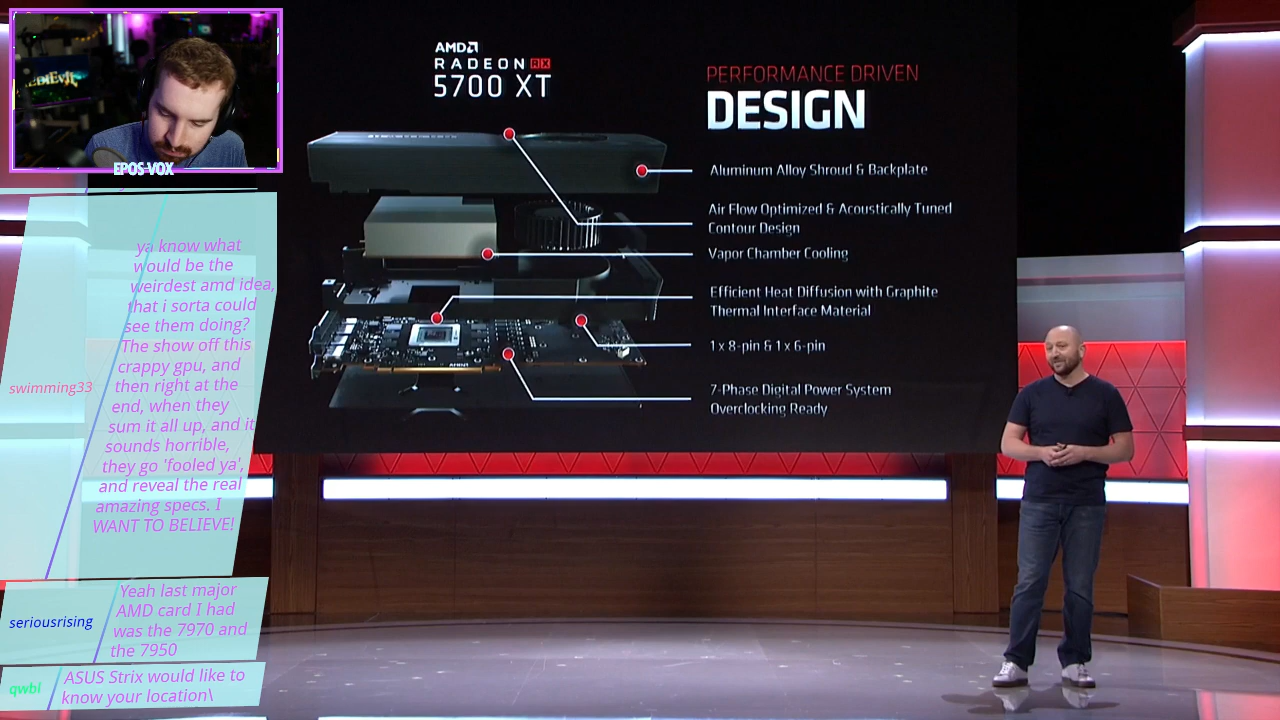 AMD
RADEON RX
5700 XT
PERFORMANCE DRIVEN
DESIGN
Aluminum Alloy Shroud & Backplate
Air Flow Optimized & Acoustically Tuned
Contour Design
Vapor Chamber Cooling
Efficient Heat Diffusion with Graphite
Thermal Interface Material
1 x 8-pin & 1 x 6-pin
7-Phase Digital Power System
Overclocking Ready
EPOS VOX
swimming33
ya know what
would be the
weirdest amd idea,
that i sorta could
see them doing?
The show off this
crappy gpu, and
then right at the
end, when they
sum it all up, and it
sounds horrible,
they go 'fooled ya',
and reveal the real
amazing specs. I
WANT TO BELIEVE!
seriousrising
Yeah last major
AMD card I had
was the 7970 and
the 7950
qwbl
ASUS Strix would like to
know your location\